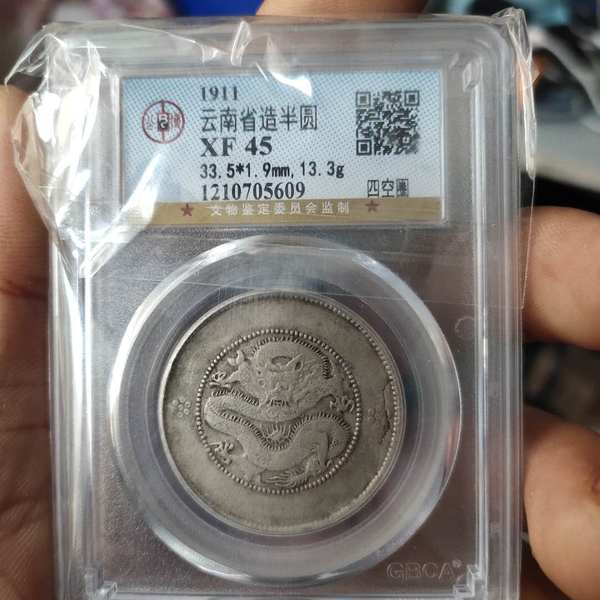 1911
云南省造半圆
XF 45
33.5*1.9mm,13.3g
1210705609
四空圈
★ 文物鉴定委员会监制 ★
GBCA®